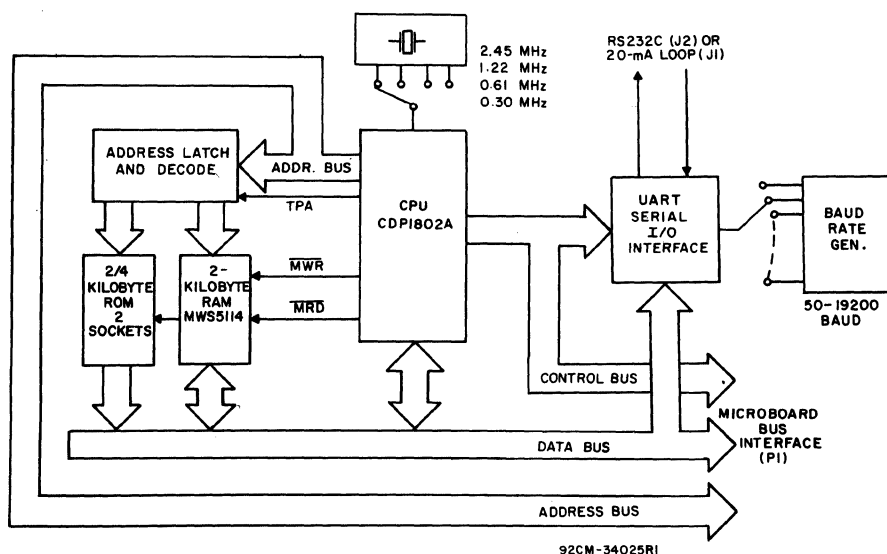 2.45 MHz
1.22 MHz
0.61 MHz
0.30 MHz
RS232C (J2) OR
20-mA LOOP (J1)
ADDRESS LATCH
AND DECODE
ADDR. BUS
TPA
CPU
CDP1802A
UART
SERIAL
I/O
INTERFACE
BAUD
RATE
GEN.
50-19200
BAUD
2/4
KILOBYTE
ROM
2
SOCKETS
2-
KILOBYTE
RAM
MWS5114
MWR
MRD
CONTROL BUS
MICROBOARD
BUS
INTERFACE
(P1)
DATA BUS
ADDRESS BUS
92CM-34025R1